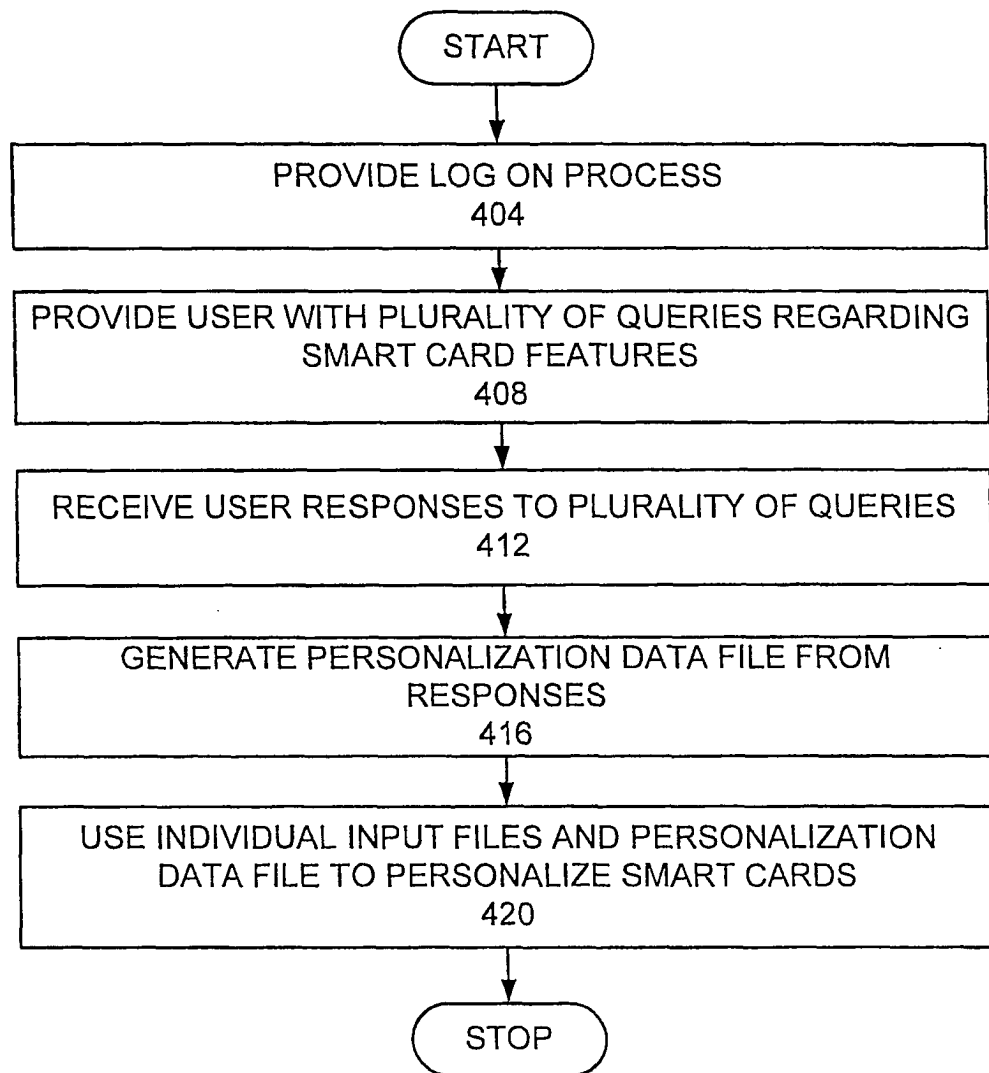 START
PROVIDE LOG ON PROCESS
404
PROVIDE USER WITH PLURALITY OF QUERIES REGARDING
SMART CARD FEATURES
408
RECEIVE USER RESPONSES TO PLURALITY OF QUERIES
412
GENERATE PERSONALIZATION DATA FILE FROM
RESPONSES
416
USE INDIVIDUAL INPUT FILES AND PERSONALIZATION
DATA FILE TO PERSONALIZE SMART CARDS
420
STOP